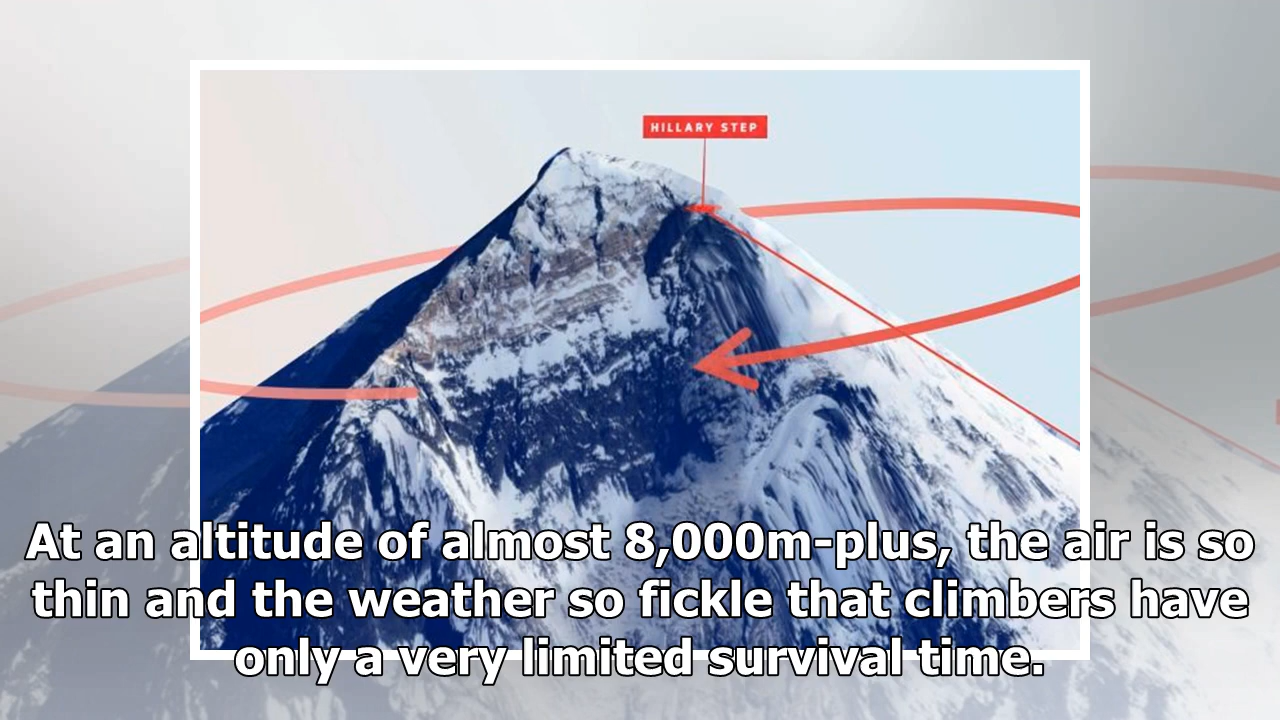 HILLARY STEP
At an altitude of almost 8,000m-plus, the air is so
thin and the weather so fickle that climbers have
only a very limited survival time.